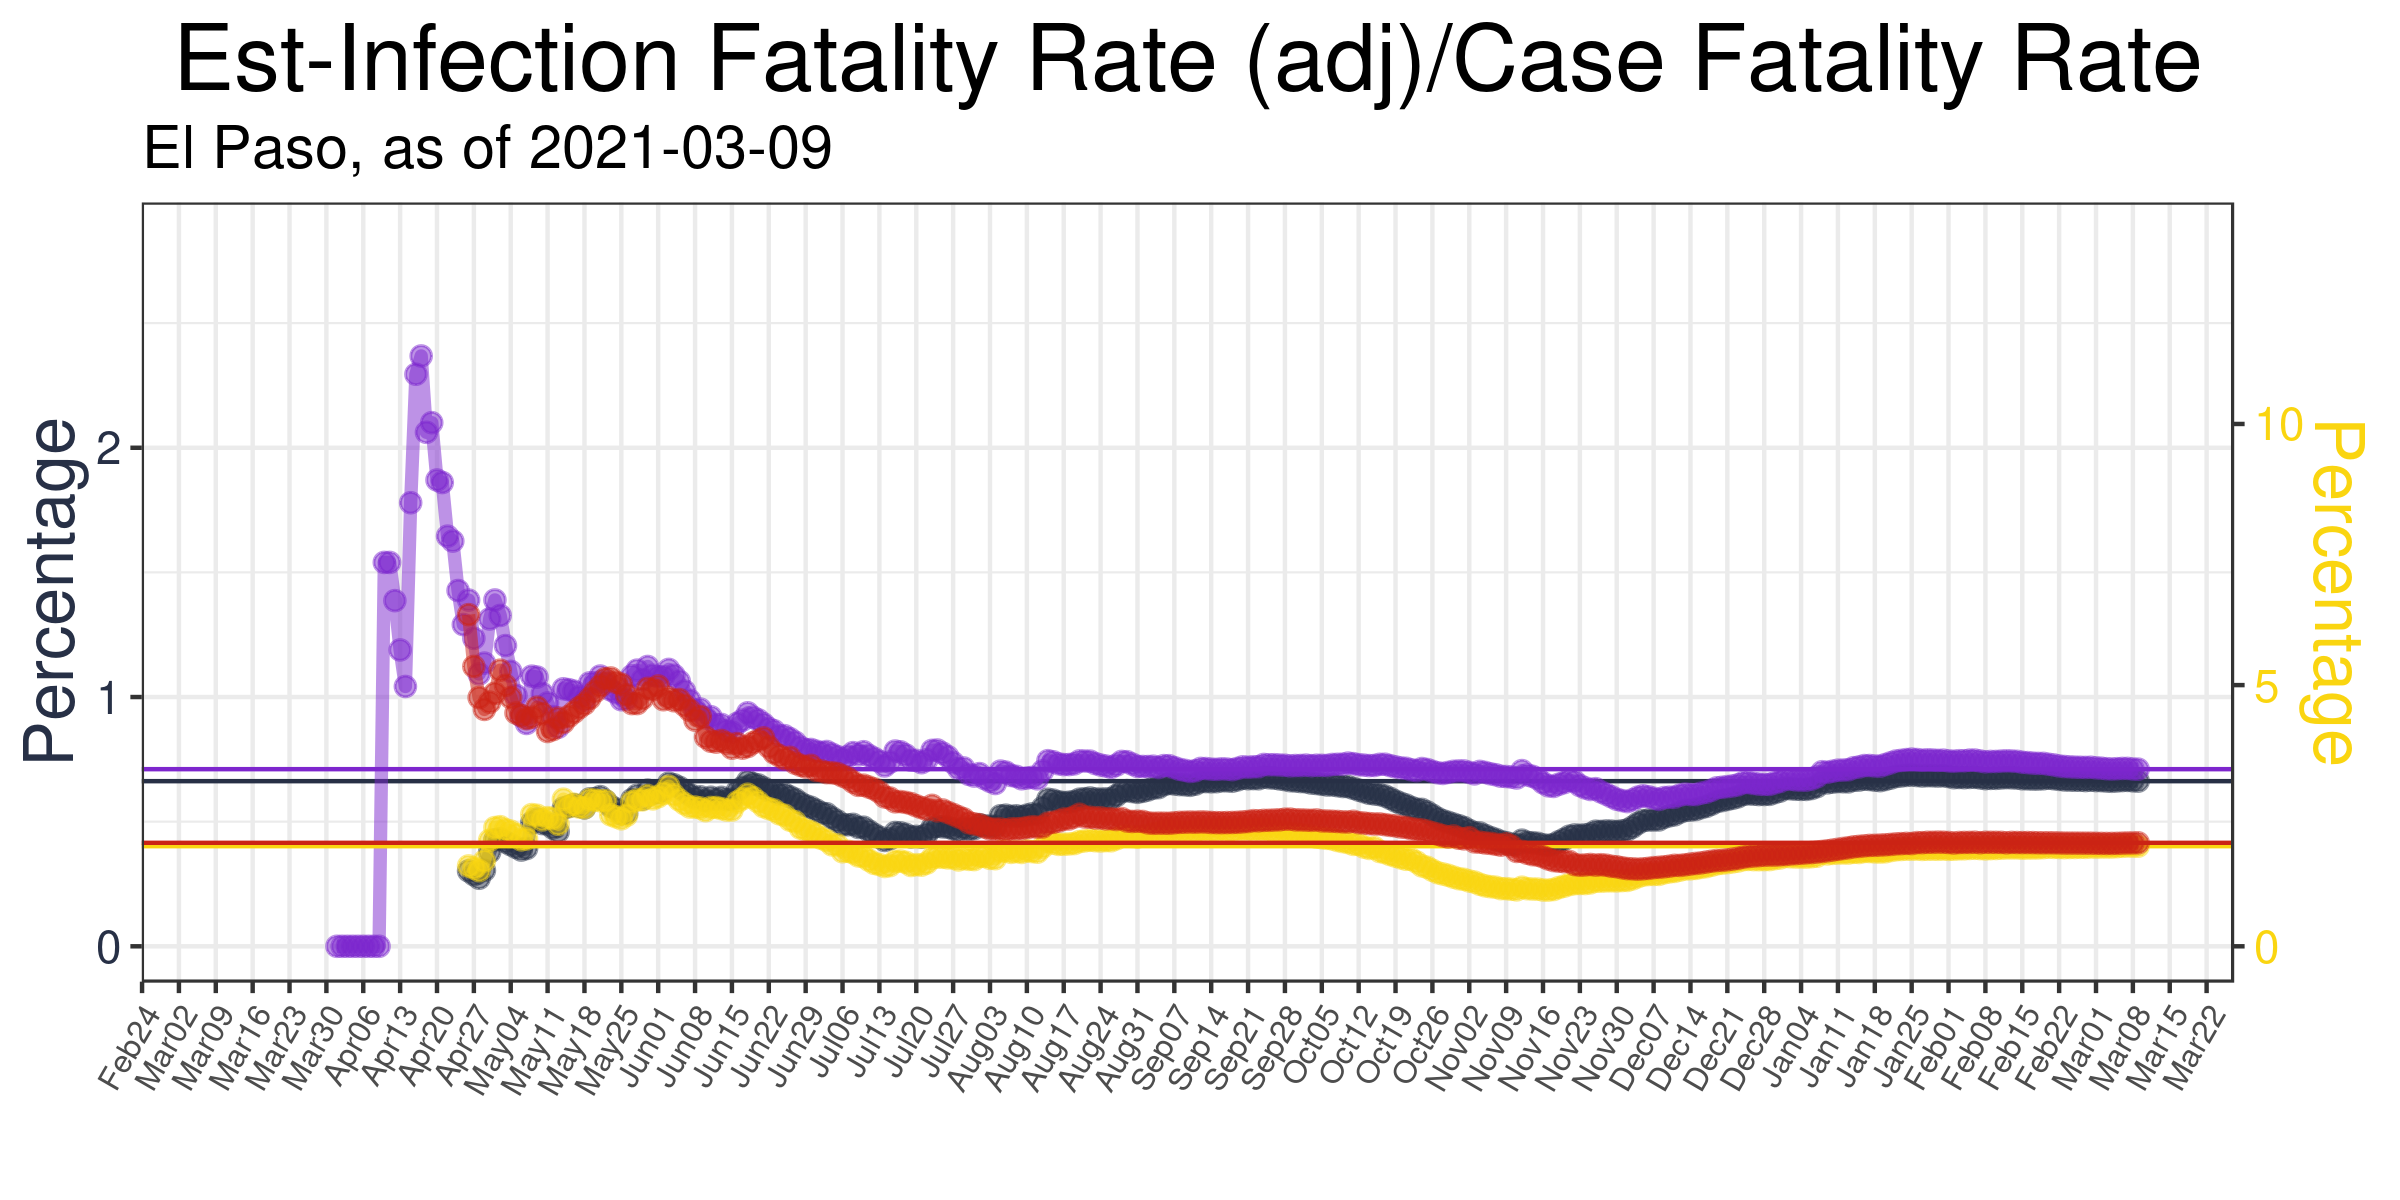 Est-Infection Fatality Rate (adj)/Case Fatality Rate
El Paso, as of 2021-03-09
Percentage
2
1
0
10
5
0
Percentage
Feb24
Mar02
Mar09
Mar16
Mar23
Mar30
Apr06
Apr13
Apr20
Apr27
May04
May11
May18
May25
Jun01
Jun08
Jun15
Jun22
Jun29
Jul06
Jul13
Jul20
Jul27
Aug03
Aug10
Aug17
Aug24
Aug31
Sep07
Sep14
Sep21
Sep28
Oct05
Oct12
Oct19
Oct26
Nov02
Nov09
Nov16
Nov23
Nov30
Dec07
Dec14
Dec21
Dec28
Jan04
Jan11
Jan18
Jan25
Feb01
Feb08
Feb15
Feb22
Mar01
Mar08
Mar15
Mar22